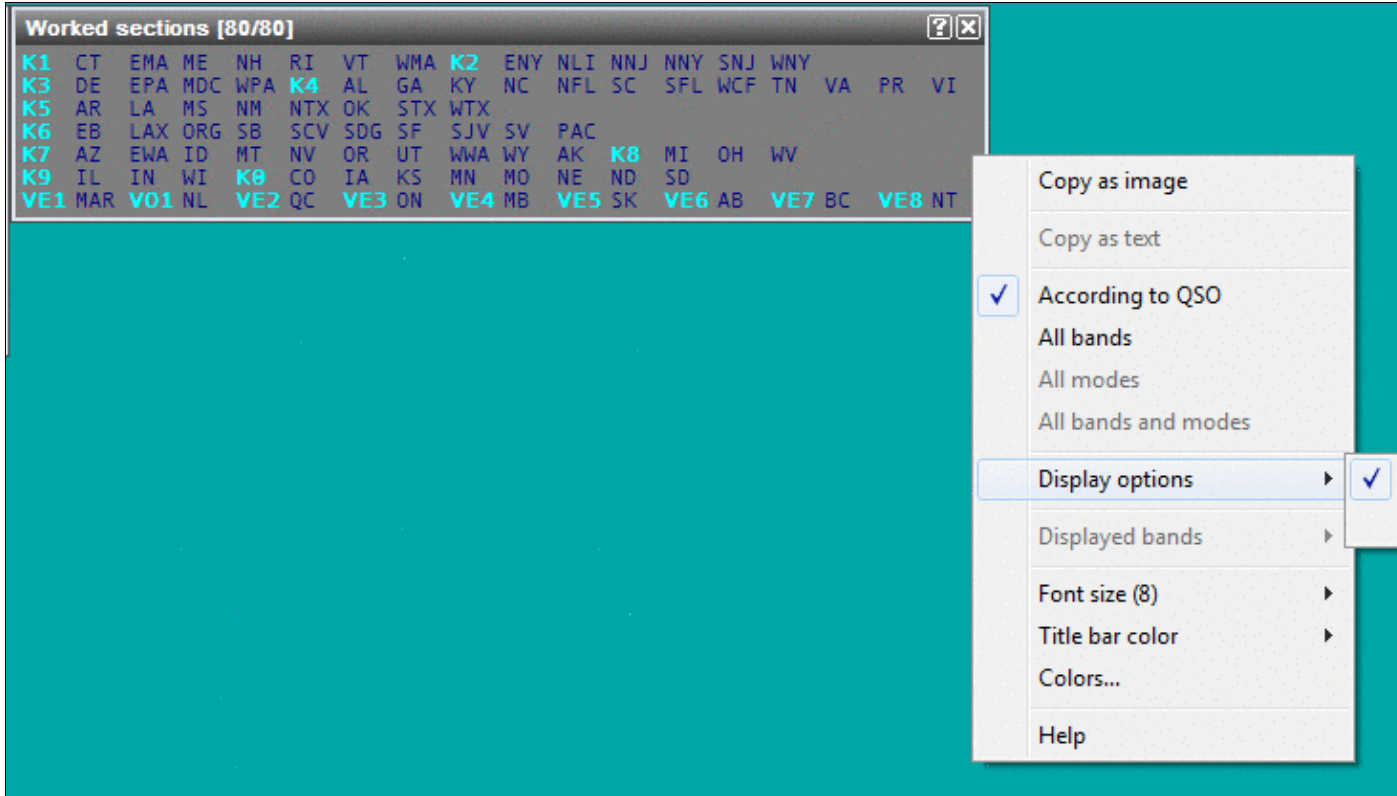 Worked sections [80/80]
K1 CT EMA ME NH RI VT WMA K2 ENY NLI NNJ NNY SNJ WNY
K3 DE EPA MDC WPA K4 AL GA KY NC NFL SC SFL WCF TN VA PR VI
K5 AR LA MS NM NTX OK STX WTX
K6 EB LAX ORG SB SCV SDG SF SJV SV PAC
K7 AZ EWA ID MT NV OR UT WWA WY AK K8 MI OH WV
K9 IL IN WI K0 CO IA KS MN MO NE ND SD
VE1 MAR VO1 NL VE2 QC VE3 ON VE4 MB VE5 SK VE6 AB VE7 BC VE8 NT
Copy as image
Copy as text
According to QSO
All bands
All modes
All bands and modes
Display options
Displayed bands
Font size (8)
Title bar color
Colors...
Help